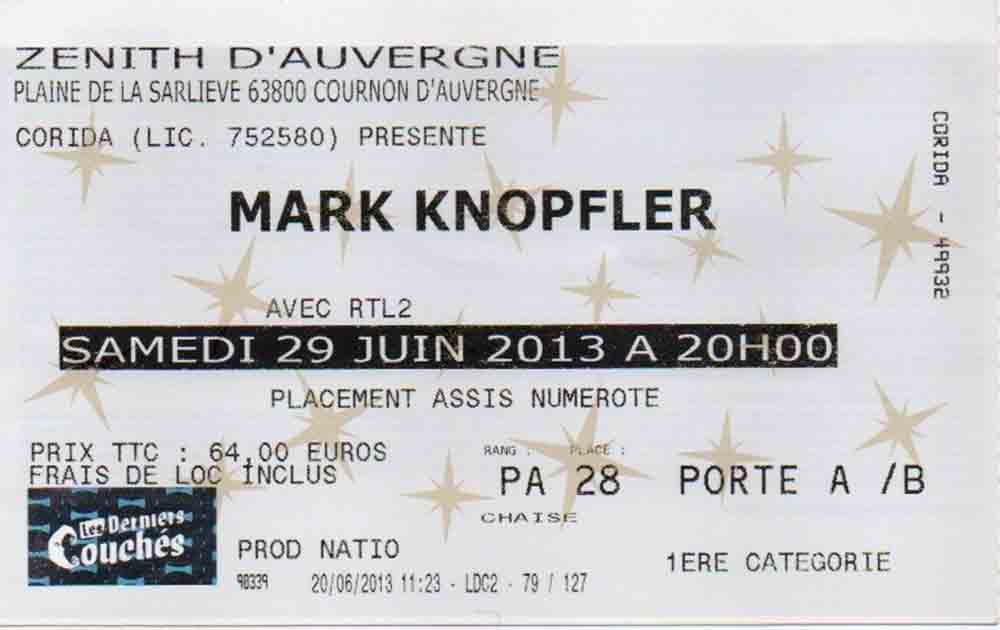 ZENITH D'AUVERGNE
PLAINE DE LA SARLIEVE 63800 COURNON D'AUVERGNE
CORIDA (LIC. 752580) PRESENTE
MARK KNOPFLER
AVEC RTL2
SAMEDI 29 JUIN 2013 A 20H00
PLACEMENT ASSIS NUMEROTE
PRIX TTC : 64,00 EUROS
FRAIS DE LOC INCLUS
RANG : PLACE :
PA 28 PORTE A /B
CHAISE
Les Derniers
Couchés
PROD NATIO
1ERE CATEGORIE
90339 20/06/2013 11:23 - LDC2 - 79 / 127
CORIDA - 49932